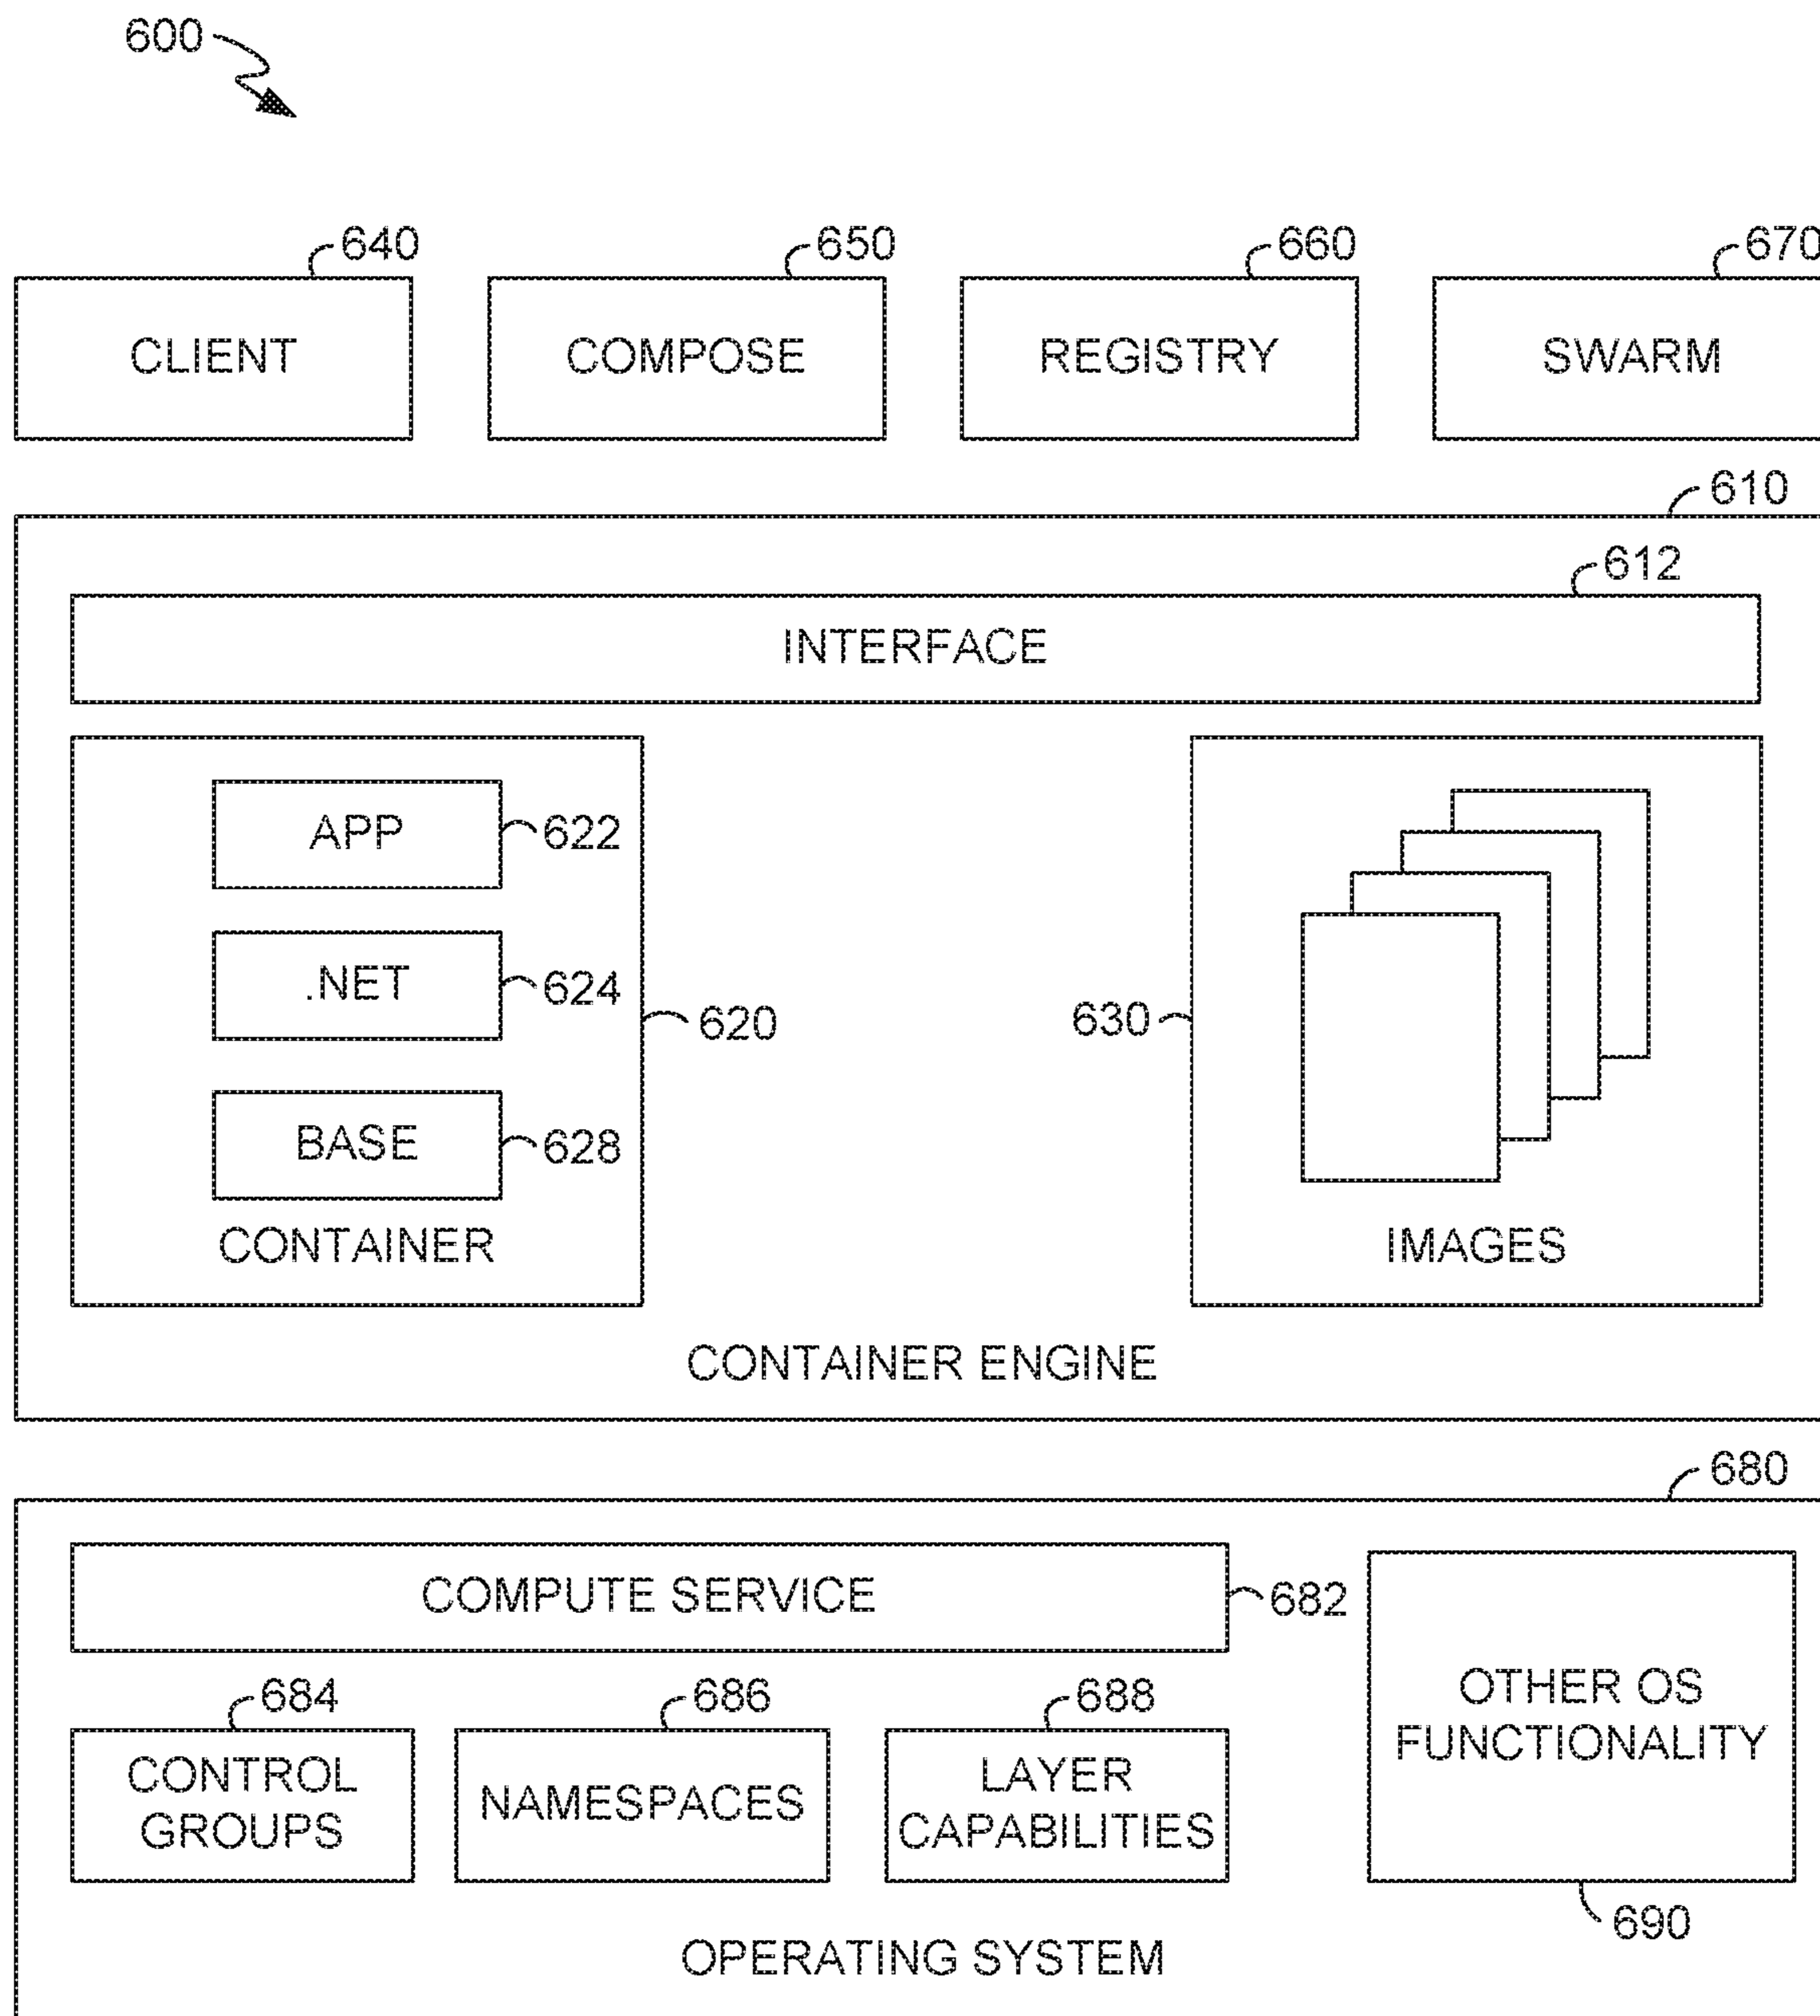 600
640
650
660
670
CLIENT
COMPOSE
REGISTRY
SWARM
610
612
INTERFACE
APP
622
.NET
624
620
BASE
628
CONTAINER
630
IMAGES
CONTAINER ENGINE
680
COMPUTE SERVICE
682
684
686
688
CONTROL
GROUPS
NAMESPACES
LAYER
CAPABILITIES
OTHER OS
FUNCTIONALITY
690
OPERATING SYSTEM